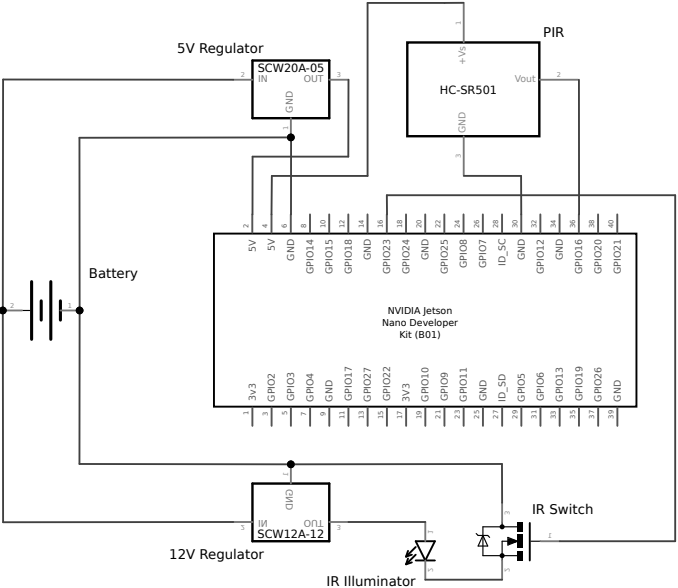 PIR
5V Regulator
SCW20A-05
2
IN
OUT
3
GND
1
1
+Vs
HC-SR501
Vout
2
GND
3
2
4
6
8
10
12
14
16
18
20
22
24
26
28
30
32
34
36
38
40
5V
5V
GND
GPIO14
GPIO15
GPIO18
GND
GPIO23
GPIO24
GND
GPIO25
GPIO8
GPIO7
ID_SC
GND
GPIO12
GND
GPIO16
GPIO20
GPIO21
Battery
2
1
NVIDIA Jetson
Nano Developer
Kit (B01)
3v3
GPIO2
GPIO3
GPIO4
GND
GPIO17
GPIO27
GPIO22
3V3
GPIO10
GPIO9
GPIO11
GND
ID_SD
GPIO5
GPIO6
GPIO13
GPIO19
GPIO26
GND
1
3
5
7
9
11
13
15
17
19
21
23
25
27
29
31
33
35
37
39
1
GND
IN
OUT
3
SCW12A-12
12V Regulator
IR Switch
3
1
IR Illuminator